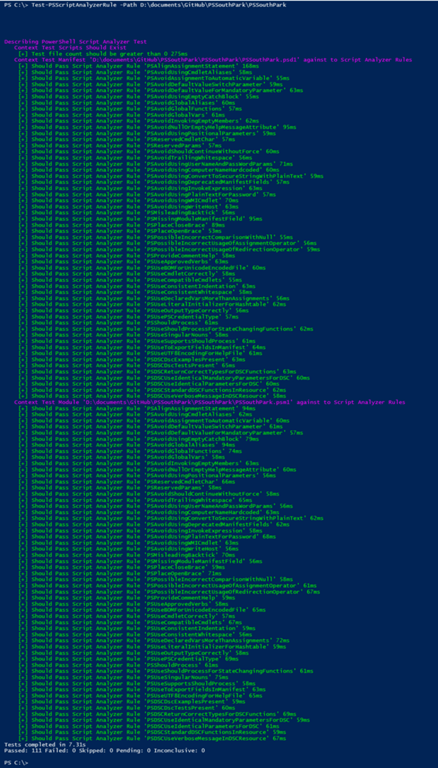 PS C:\> Test-PSScriptAnalyzerRule -Path D:\documents\GitHub\PSSouthPark\PSSouthPark
Describing PowerShell Script Analyzer Test
Context Test Scripts Should Exist
[+] Test file count should be greater than 0 275ms
Context Test Manifest 'D:\documents\GitHub\PSSouthPark\PSSouthPark\PSSouthPark.psd1' against to Script Analyzer Rules
[+] Should Pass Script Analyzer Rule 'PSAlignAssignmentStatement' 168ms
[+] Should Pass Script Analyzer Rule 'PSAvoidUsingCmdletAliases' 58ms
[+] Should Pass Script Analyzer Rule 'PSAvoidAssignmentToAutomaticVariable' 55ms
[+] Should Pass Script Analyzer Rule 'PSAvoidDefaultValueSwitchParameter' 57ms
[+] Should Pass Script Analyzer Rule 'PSAvoidDefaultValueForMandatoryParameter' 63ms
[+] Should Pass Script Analyzer Rule 'PSAvoidUsingEmptyCatchBlock' 55ms
[+] Should Pass Script Analyzer Rule 'PSAvoidGlobalAliases' 60ms
[+] Should Pass Script Analyzer Rule 'PSAvoidGlobalFunctions' 57ms
[+] Should Pass Script Analyzer Rule 'PSAvoidGlobalVars' 61ms
[+] Should Pass Script Analyzer Rule 'PSAvoidInvokingEmptyMembers' 62ms
[+] Should Pass Script Analyzer Rule 'PSAvoidNullOrEmptyHelpMessageAttribute' 95ms
[+] Should Pass Script Analyzer Rule 'PSAvoidUsingPositionalParameters' 59ms
[+] Should Pass Script Analyzer Rule 'PSReservedCmdletChar' 57ms
[+] Should Pass Script Analyzer Rule 'PSReservedParams' 57ms
[+] Should Pass Script Analyzer Rule 'PSAvoidShouldContinueWithoutForce' 60ms
[+] Should Pass Script Analyzer Rule 'PSAvoidTrailingWhitespace' 56ms
[+] Should Pass Script Analyzer Rule 'PSAvoidUsingUserNameAndPasswordParams' 71ms
[+] Should Pass Script Analyzer Rule 'PSAvoidUsingComputerNameHardcoded' 60ms
[+] Should Pass Script Analyzer Rule 'PSAvoidUsingConvertToSecureStringWithPlainText' 59ms
[+] Should Pass Script Analyzer Rule 'PSAvoidUsingDeprecatedManifestFields' 57ms
[+] Should Pass Script Analyzer Rule 'PSAvoidUsingInvokeExpression' 63ms
[+] Should Pass Script Analyzer Rule 'PSAvoidUsingPlainTextForPassword' 57ms
[+] Should Pass Script Analyzer Rule 'PSAvoidUsingWMICmdlet' 70ms
[+] Should Pass Script Analyzer Rule 'PSAvoidUsingWriteHost' 63ms
[+] Should Pass Script Analyzer Rule 'PSMisleadingBacktick' 56ms
[+] Should Pass Script Analyzer Rule 'PSMissingModuleManifestField' 91ms
[+] Should Pass Script Analyzer Rule 'PSPlaceCloseBrace' 89ms
[+] Should Pass Script Analyzer Rule 'PSPlaceOpenBrace' 53ms
[+] Should Pass Script Analyzer Rule 'PSPossibleIncorrectComparisonWithNull' 58ms
[+] Should Pass Script Analyzer Rule 'PSPossibleIncorrectUsageOfAssignmentOperator' 56ms
[+] Should Pass Script Analyzer Rule 'PSPossibleIncorrectUsageOfRedirectionOperator' 59ms
[+] Should Pass Script Analyzer Rule 'PSProvideCommentHelp' 58ms
[+] Should Pass Script Analyzer Rule 'PSUseApprovedVerbs' 63ms
[+] Should Pass Script Analyzer Rule 'PSUseBOMForUnicodeEncodedFile' 60ms
[+] Should Pass Script Analyzer Rule 'PSUseCmdletCorrectly' 58ms
[+] Should Pass Script Analyzer Rule 'PSUseCompatibleCmdlets' 55ms
[+] Should Pass Script Analyzer Rule 'PSUseConsistentIndentation' 63ms
[+] Should Pass Script Analyzer Rule 'PSUseConsistentWhitespace' 58ms
[+] Should Pass Script Analyzer Rule 'PSUseDeclaredVarsMoreThanAssignments' 58ms
[+] Should Pass Script Analyzer Rule 'PSUseLiteralInitializerForHashtable' 62ms
[+] Should Pass Script Analyzer Rule 'PSUseOutputTypeCorrectly' 56ms
[+] Should Pass Script Analyzer Rule 'PSUsePSCredentialType' 57ms
[+] Should Pass Script Analyzer Rule 'PSShouldProcess' 61ms
[+] Should Pass Script Analyzer Rule 'PSUseShouldProcessForStateChangingFunctions' 62ms
[+] Should Pass Script Analyzer Rule 'PSUseSingularNouns' 58ms
[+] Should Pass Script Analyzer Rule 'PSUseSupportsShouldProcess' 61ms
[+] Should Pass Script Analyzer Rule 'PSUseToExportFieldsInManifest' 64ms
[+] Should Pass Script Analyzer Rule 'PSUseUTF8EncodingForHelpFile' 61ms
[+] Should Pass Script Analyzer Rule 'PSDSCDscExamplesPresent' 63ms
[+] Should Pass Script Analyzer Rule 'PSDSCDscTestsPresent' 60ms
[+] Should Pass Script Analyzer Rule 'PSDSCReturnCorrectTypesForDSCFunctions' 63ms
[+] Should Pass Script Analyzer Rule 'PSDSCUseIdenticalMandatoryParametersForDSC' 60ms
[+] Should Pass Script Analyzer Rule 'PSDSCUseIdenticalParametersForDSC' 60ms
[+] Should Pass Script Analyzer Rule 'PSDSCStandardDSCFunctionsInResource' 62ms
[+] Should Pass Script Analyzer Rule 'PSDSCUseVerboseMessageInDSCResource' 58ms
Context Test Module 'D:\documents\GitHub\PSSouthPark\PSSouthPark\PSSouthPark.psm1' against to Script Analyzer Rules
[+] Should Pass Script Analyzer Rule 'PSAlignAssignmentStatement' 94ms
[+] Should Pass Script Analyzer Rule 'PSAvoidUsingCmdletAliases' 62ms
[+] Should Pass Script Analyzer Rule 'PSAvoidAssignmentToAutomaticVariable' 60ms
[+] Should Pass Script Analyzer Rule 'PSAvoidDefaultValueSwitchParameter' 61ms
[+] Should Pass Script Analyzer Rule 'PSAvoidDefaultValueForMandatoryParameter' 57ms
[+] Should Pass Script Analyzer Rule 'PSAvoidUsingEmptyCatchBlock' 79ms
[+] Should Pass Script Analyzer Rule 'PSAvoidGlobalAliases' 94ms
[+] Should Pass Script Analyzer Rule 'PSAvoidGlobalFunctions' 74ms
[+] Should Pass Script Analyzer Rule 'PSAvoidGlobalVars' 58ms
[+] Should Pass Script Analyzer Rule 'PSAvoidInvokingEmptyMembers' 63ms
[+] Should Pass Script Analyzer Rule 'PSAvoidNullOrEmptyHelpMessageAttribute' 60ms
[+] Should Pass Script Analyzer Rule 'PSAvoidUsingPositionalParameters' 56ms
[+] Should Pass Script Analyzer Rule 'PSReservedCmdletChar' 66ms
[+] Should Pass Script Analyzer Rule 'PSReservedParams' 58ms
[+] Should Pass Script Analyzer Rule 'PSAvoidShouldContinueWithoutForce' 58ms
[+] Should Pass Script Analyzer Rule 'PSAvoidTrailingWhitespace' 65ms
[+] Should Pass Script Analyzer Rule 'PSAvoidUsingUserNameAndPasswordParams' 56ms
[+] Should Pass Script Analyzer Rule 'PSAvoidUsingComputerNameHardcoded' 63ms
[+] Should Pass Script Analyzer Rule 'PSAvoidUsingConvertToSecureStringWithPlainText' 62ms
[+] Should Pass Script Analyzer Rule 'PSAvoidUsingDeprecatedManifestFields' 62ms
[+] Should Pass Script Analyzer Rule 'PSAvoidUsingInvokeExpression' 58ms
[+] Should Pass Script Analyzer Rule 'PSAvoidUsingPlainTextForPassword' 68ms
[+] Should Pass Script Analyzer Rule 'PSAvoidUsingWMICmdlet' 63ms
[+] Should Pass Script Analyzer Rule 'PSAvoidUsingWriteHost' 56ms
[+] Should Pass Script Analyzer Rule 'PSMisleadingBacktick' 70ms
[+] Should Pass Script Analyzer Rule 'PSMissingModuleManifestField' 56ms
[+] Should Pass Script Analyzer Rule 'PSPlaceCloseBrace' 59ms
[+] Should Pass Script Analyzer Rule 'PSPlaceOpenBrace' 71ms
[+] Should Pass Script Analyzer Rule 'PSPossibleIncorrectComparisonWithNull' 58ms
[+] Should Pass Script Analyzer Rule 'PSPossibleIncorrectUsageOfAssignmentOperator' 61ms
[+] Should Pass Script Analyzer Rule 'PSPossibleIncorrectUsageOfRedirectionOperator' 67ms
[+] Should Pass Script Analyzer Rule 'PSProvideCommentHelp' 59ms
[+] Should Pass Script Analyzer Rule 'PSUseApprovedVerbs' 58ms
[+] Should Pass Script Analyzer Rule 'PSUseBOMForUnicodeEncodedFile' 65ms
[+] Should Pass Script Analyzer Rule 'PSUseCmdletCorrectly' 57ms
[+] Should Pass Script Analyzer Rule 'PSUseCompatibleCmdlets' 67ms
[+] Should Pass Script Analyzer Rule 'PSUseConsistentIndentation' 59ms
[+] Should Pass Script Analyzer Rule 'PSUseConsistentWhitespace' 56ms
[+] Should Pass Script Analyzer Rule 'PSUseDeclaredVarsMoreThanAssignments' 72ms
[+] Should Pass Script Analyzer Rule 'PSUseLiteralInitializerForHashtable' 59ms
[+] Should Pass Script Analyzer Rule 'PSUseOutputTypeCorrectly' 58ms
[+] Should Pass Script Analyzer Rule 'PSUsePSCredentialType' 69ms
[+] Should Pass Script Analyzer Rule 'PSShouldProcess' 61ms
[+] Should Pass Script Analyzer Rule 'PSUseShouldProcessForStateChangingFunctions' 61ms
[+] Should Pass Script Analyzer Rule 'PSUseSingularNouns' 75ms
[+] Should Pass Script Analyzer Rule 'PSUseSupportsShouldProcess' 58ms
[+] Should Pass Script Analyzer Rule 'PSUseToExportFieldsInManifest' 63ms
[+] Should Pass Script Analyzer Rule 'PSUseUTF8EncodingForHelpFile' 65ms
[+] Should Pass Script Analyzer Rule 'PSDSCDscExamplesPresent' 59ms
[+] Should Pass Script Analyzer Rule 'PSDSCDscTestsPresent' 60ms
[+] Should Pass Script Analyzer Rule 'PSDSCReturnCorrectTypesForDSCFunctions' 69ms
[+] Should Pass Script Analyzer Rule 'PSDSCUseIdenticalMandatoryParametersForDSC' 59ms
[+] Should Pass Script Analyzer Rule 'PSDSCUseIdenticalParametersForDSC' 61ms
[+] Should Pass Script Analyzer Rule 'PSDSCStandardDSCFunctionsInResource' 59ms
[+] Should Pass Script Analyzer Rule 'PSDSCUseVerboseMessageInDSCResource' 67ms
Tests completed in 7.31s
Passed: 111 Failed: 0 Skipped: 0 Pending: 0 Inconclusive: 0
PS C:\>